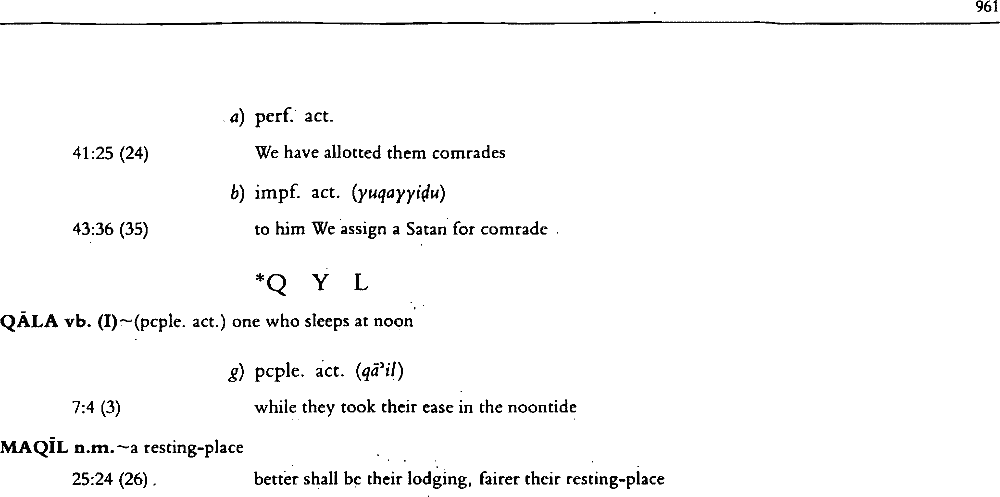 961
a) perf. act.
41:25 (24) We have allotted them comrades
b) impf. act. (yuqayyiḍu)
43:36 (35) to him We assign a Satan for comrade
*Q Y L
QĀLA vb. (I)~(pcple. act.) one who sleeps at noon
g) pcple. act. (qāʾil)
7:4 (3) while they took their ease in the noontide
MAQĪL n.m.~a resting-place
25:24 (26) better shall be their lodging, fairer their resting-place